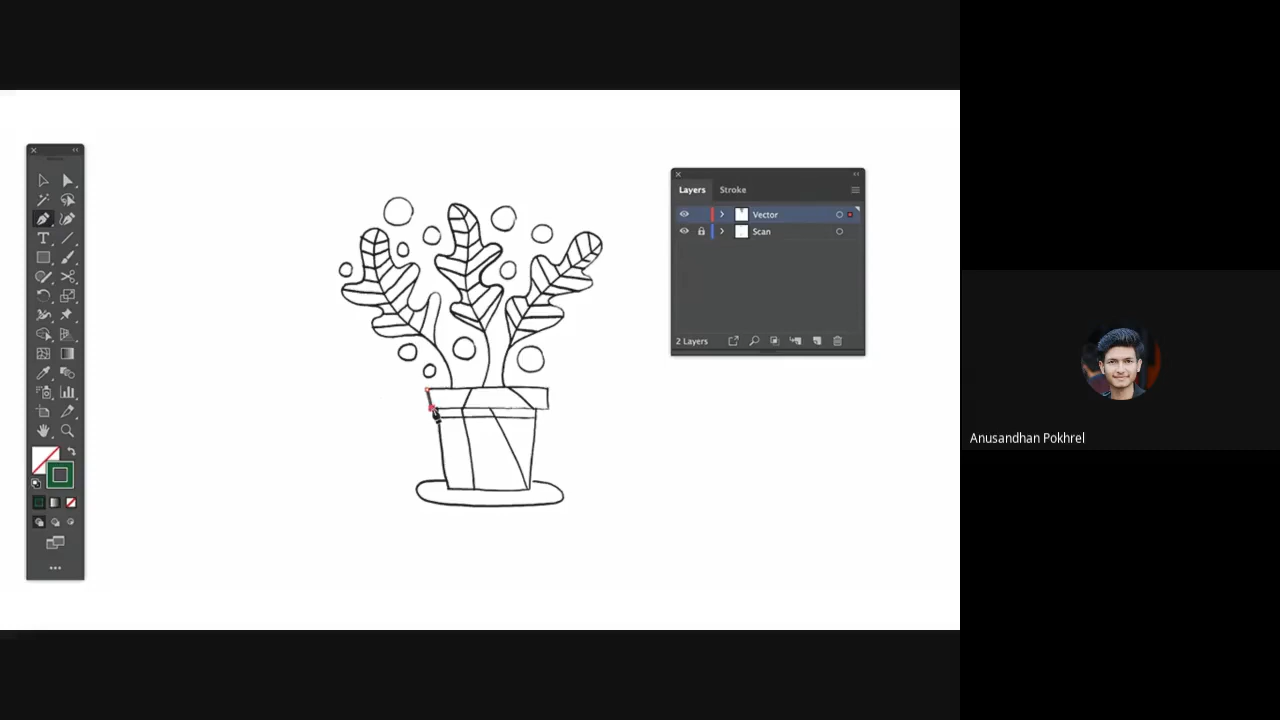 Layers Stroke
Vector
Scan
2 Layers
Anusandhan Pokhrel